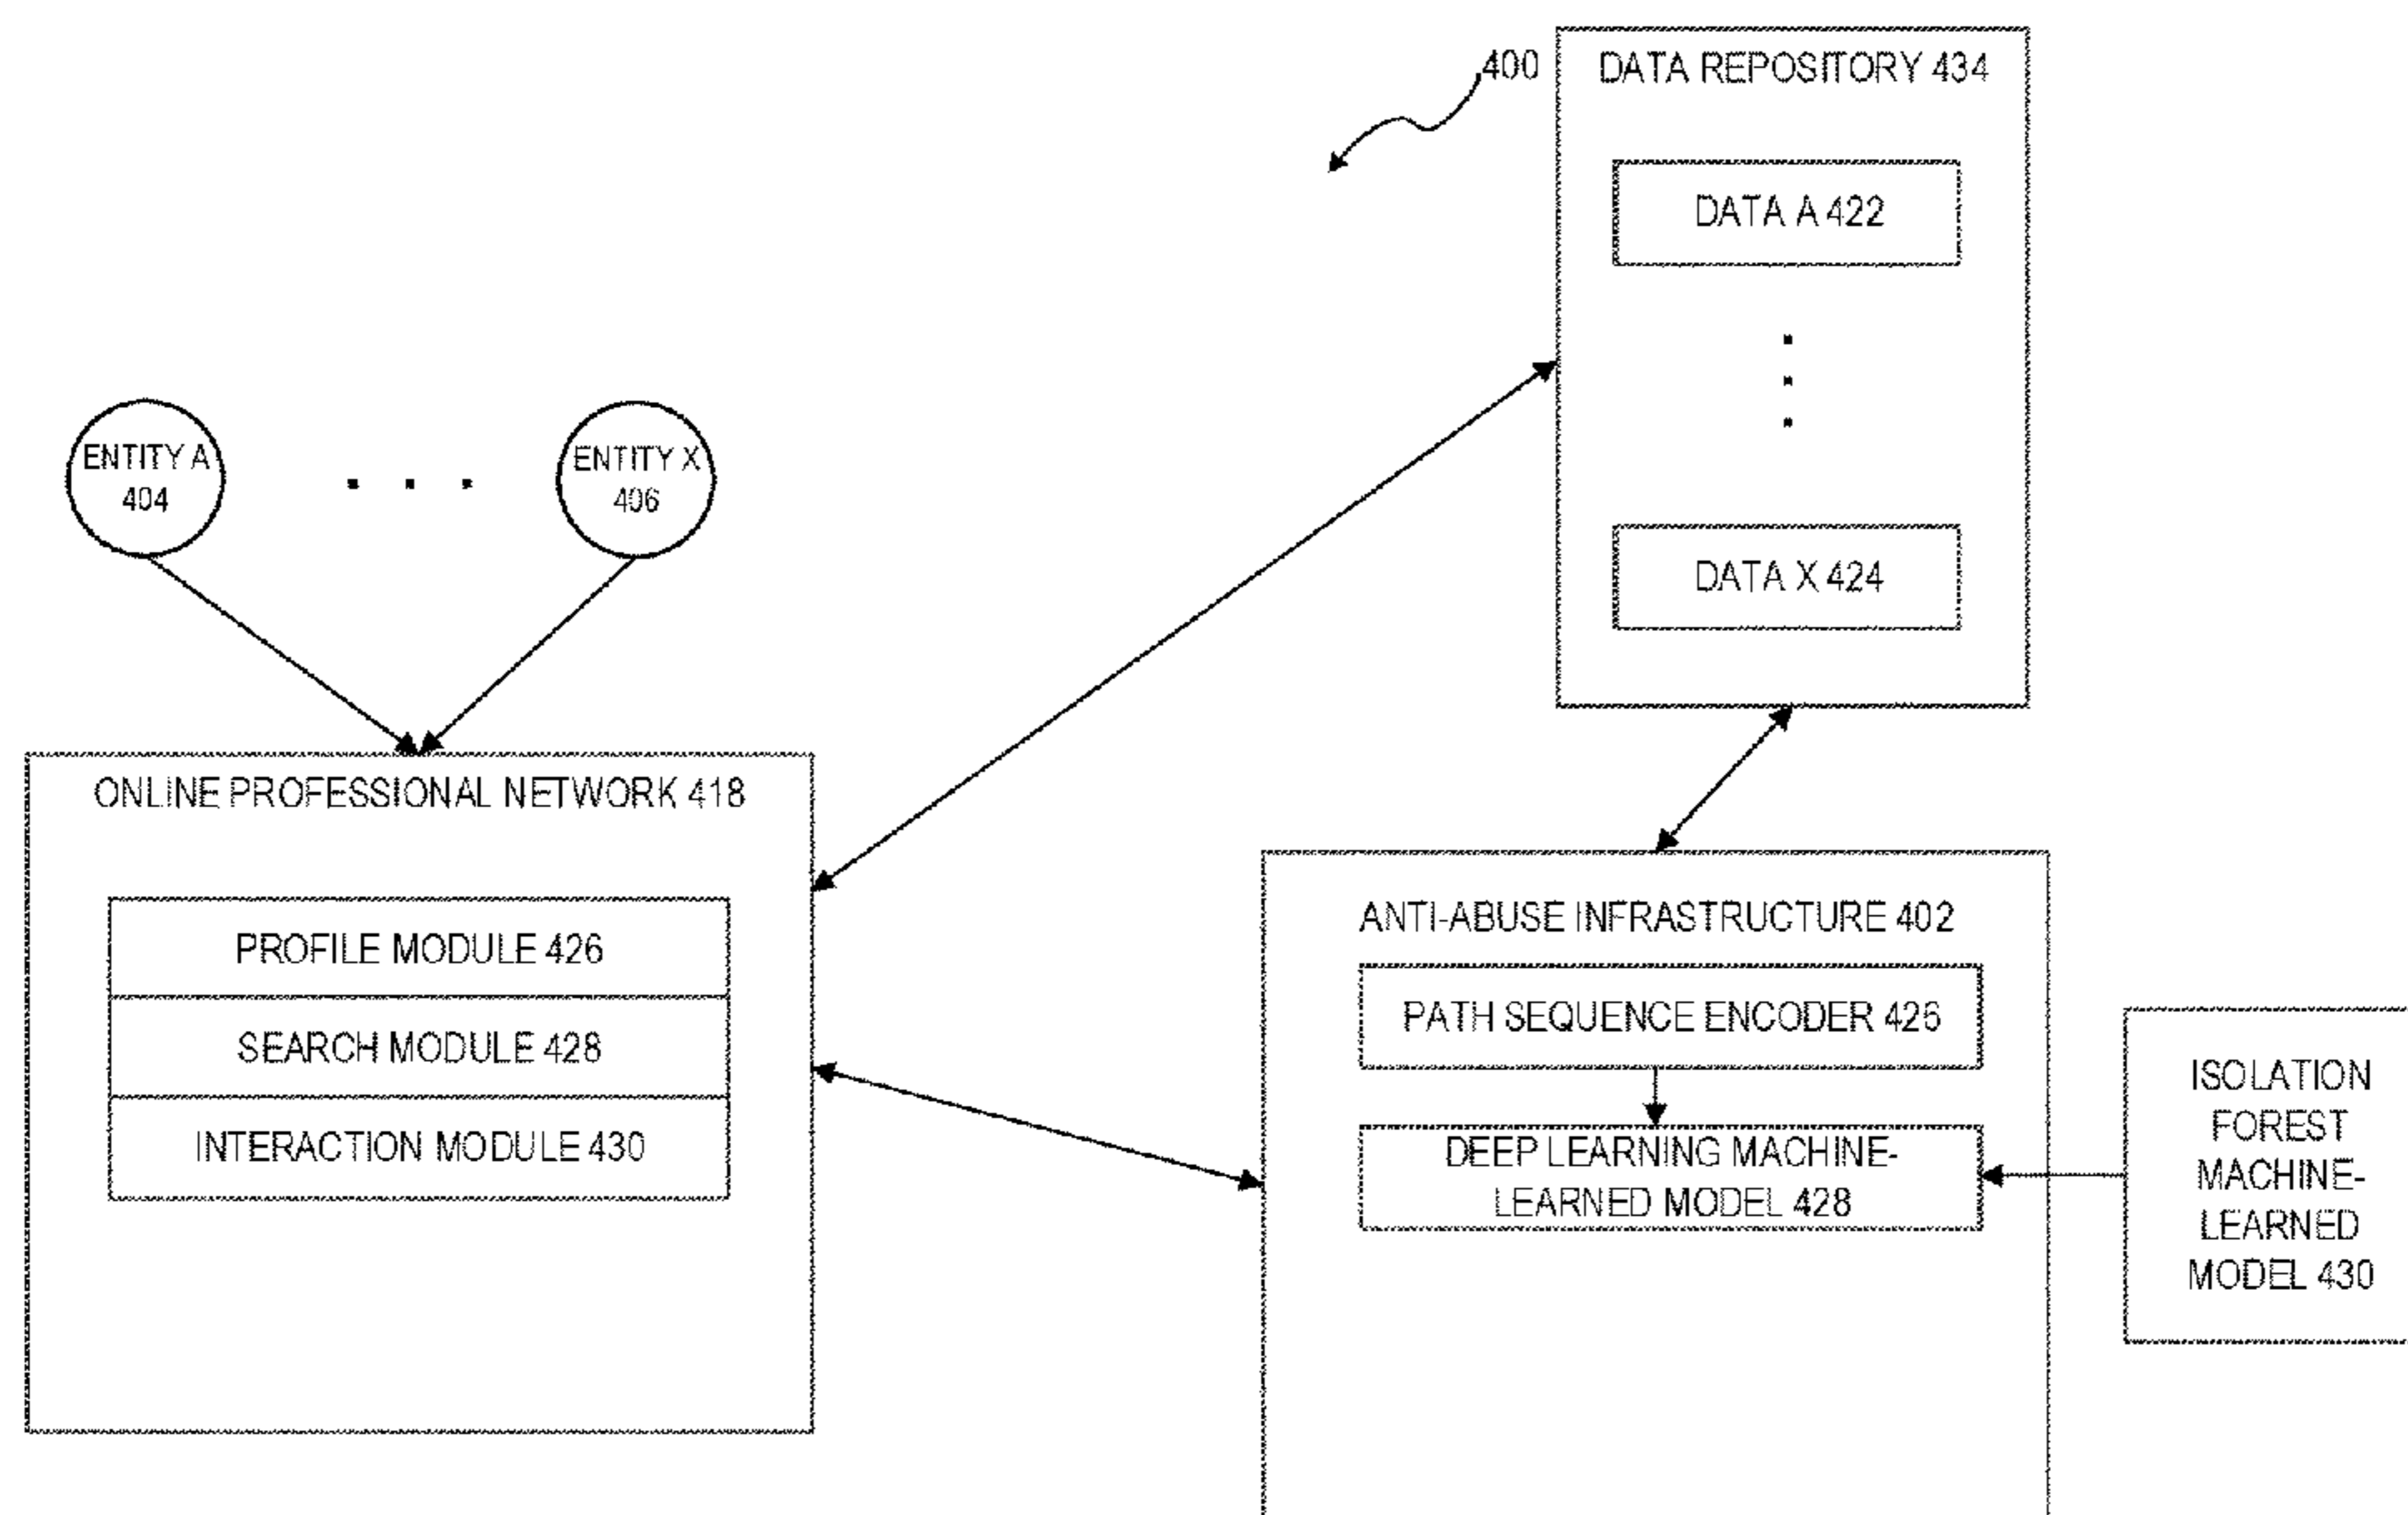 400
DATA REPOSITORY 434
DATA A 422
DATA X 424
ENTITY A
404
ENTITY X
406
ONLINE PROFESSIONAL NETWORK 418
PROFILE MODULE 426
SEARCH MODULE 428
INTERACTION MODULE 430
ANTI-ABUSE INFRASTRUCTURE 402
PATH SEQUENCE ENCODER 426
DEEP LEARNING MACHINE-
LEARNED MODEL 428
ISOLATION
FOREST
MACHINE-
LEARNED
MODEL 430